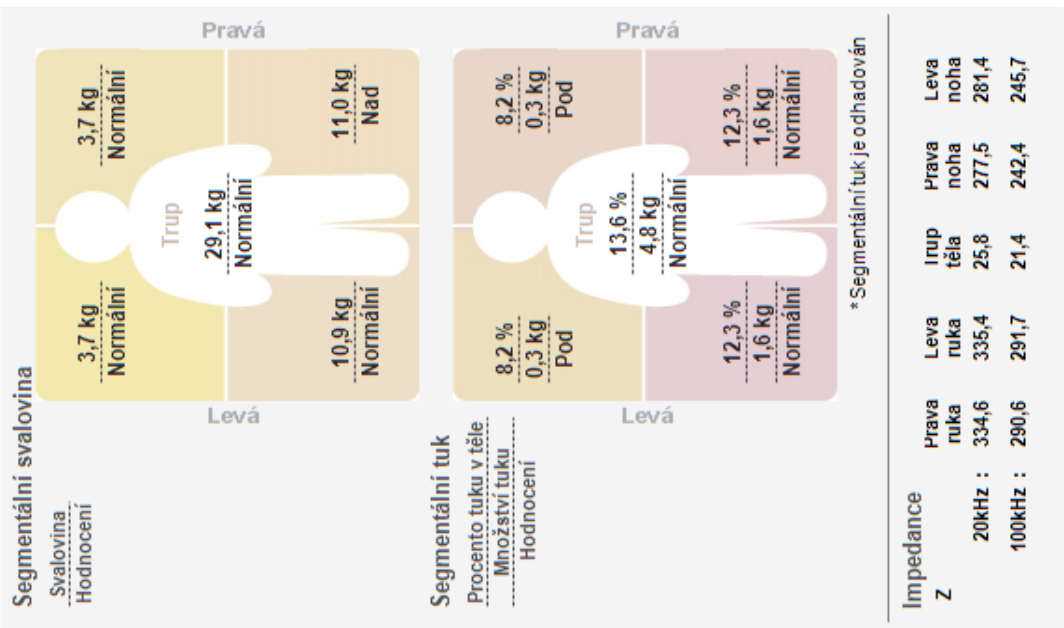 Segmentální svalovina
Svalovina
Hodnocení
Levá
Pravá
3,7 kg
Normální
3,7 kg
Normální
Trup
29,1 kg
Normální
10,9 kg
Normální
11,0 kg
Nad
Segmentální tuk
Procento tuku v těle
Množství tuku
Hodnocení
Levá
Pravá
8,2 %
0,3 kg
Pod
8,2 %
0,3 kg
Pod
Trup
13,6 %
4,8 kg
Normální
12,3 %
1,6 kg
Normální
12,3 %
1,6 kg
Normální
*Segmentální tuk je odhadován
Impedance
Z Prava ruka Leva ruka Irup těla Prava noha Leva noha
20kHz : 334,6 335,4 25,8 277,5 281,4
100kHz : 290,6 291,7 21,4 242,4 245,7